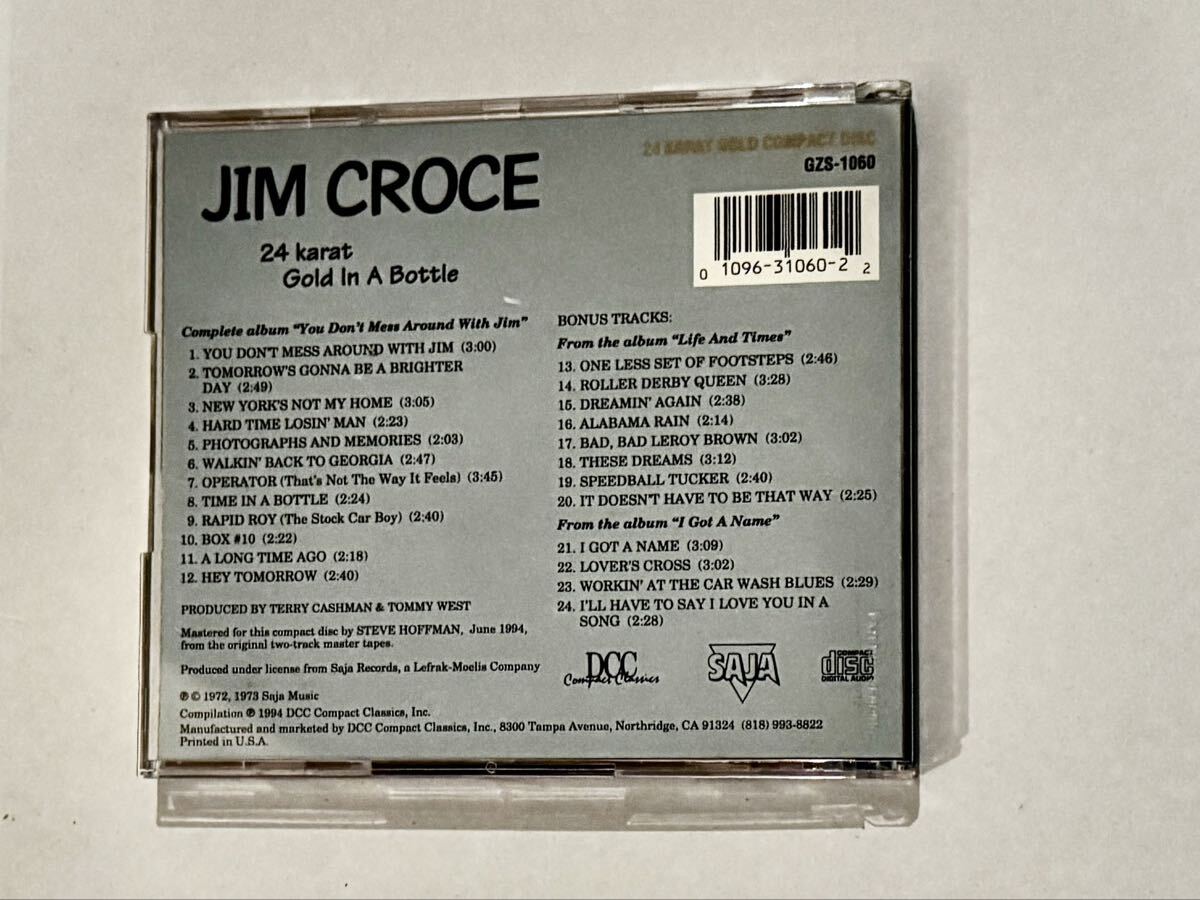 24 KARAT GOLD COMPACT DISC
GZS-1060
JIM CROCE
24 karat
Gold In A Bottle
0 1096-31060-2 2
Complete album "You Don't Mess Around With Jim"
1. YOU DON'T MESS AROUND WITH JIM (3:00)
2. TOMORROW'S GONNA BE A BRIGHTER
DAY (2:49)
3. NEW YORK'S NOT MY HOME (3:05)
4. HARD TIME LOSIN' MAN (2:23)
5. PHOTOGRAPHS AND MEMORIES (2:03)
6. WALKIN' BACK TO GEORGIA (2:47)
7. OPERATOR (That's Not The Way It Feels) (3:45)
8. TIME IN A BOTTLE (2:24)
9. RAPID ROY (The Stock Car Boy) (2:40)
10. BOX #10 (2:22)
11. A LONG TIME AGO (2:18)
12. HEY TOMORROW (2:40)
PRODUCED BY TERRY CASHMAN & TOMMY WEST
Mastered for this compact disc by STEVE HOFFMAN, June 1994,
from the original two-track master tapes.
Produced under license from Saja Records, a Lefrak-Moelis Company
℗ © 1972, 1973 Saja Music
Compilation ℗ 1994 DCC Compact Classics, Inc.
Manufactured and marketed by DCC Compact Classics, Inc., 8300 Tampa Avenue, Northridge, CA 91324 (818) 993-8822
Printed in U.S.A.
BONUS TRACKS:
From the album "Life And Times"
13. ONE LESS SET OF FOOTSTEPS (2:46)
14. ROLLER DERBY QUEEN (3:28)
15. DREAMIN' AGAIN (2:38)
16. ALABAMA RAIN (2:14)
17. BAD, BAD LEROY BROWN (3:02)
18. THESE DREAMS (3:12)
19. SPEEDBALL TUCKER (2:40)
20. IT DOESN'T HAVE TO BE THAT WAY (2:25)
From the album "I Got A Name"
21. I GOT A NAME (3:09)
22. LOVER'S CROSS (3:02)
23. WORKIN' AT THE CAR WASH BLUES (2:29)
24. I'LL HAVE TO SAY I LOVE YOU IN A
SONG (2:28)
DCC
Compact Classics
SAJA
COMPACT
disc
DIGITAL AUDIO